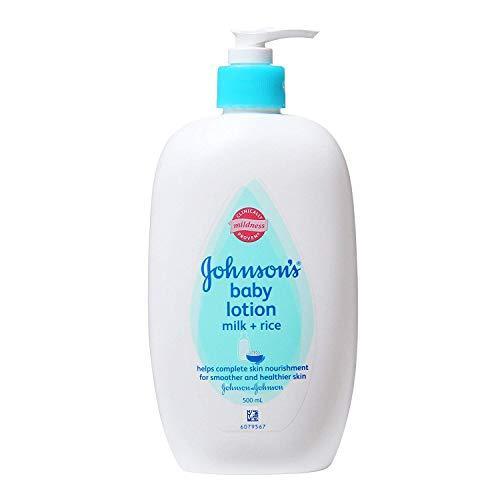 CLINICALLY
mildness
PROVEN
Johnson's®
baby
lotion
milk + rice
helps complete skin nourishment
for smoother and healthier skin
Johnson & Johnson
500 mL
6079567